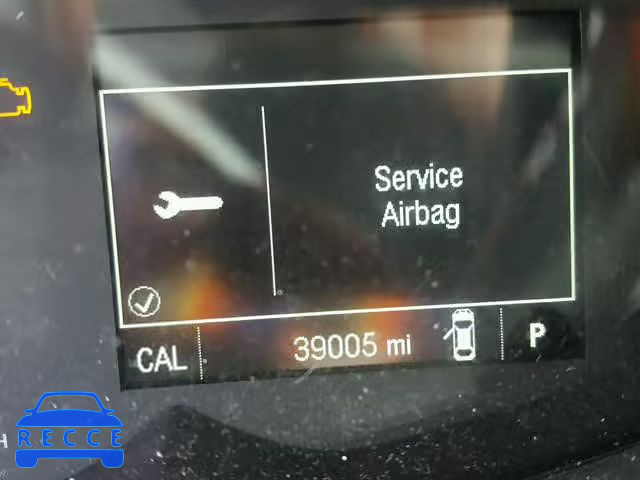 Service
Airbag
CAL
39005 mi
P
H
RECCE